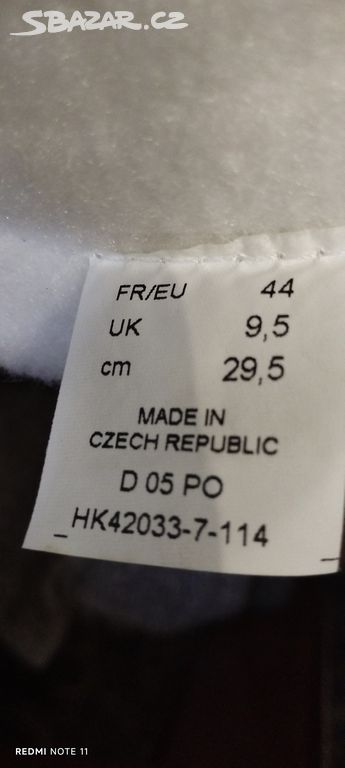 SBAZAR.CZ
FR/EU 44
UK 9,5
cm 29,5
MADE IN
CZECH REPUBLIC
D 05 PO
_HK42033-7-114 _
REDMI NOTE 11